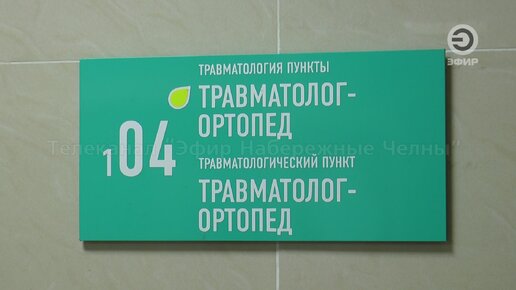 ЭФИР
ТРАВМАТОЛОГИЯ ПУНКТЫ
ТРАВМАТОЛОГ-
ОРТОПЕД
104
Телеканал "Эфир Набережные Челны"
ТРАВМАТОЛОГИЧЕСКИЙ ПУНКТ
ТРАВМАТОЛОГ-
ОРТОПЕД